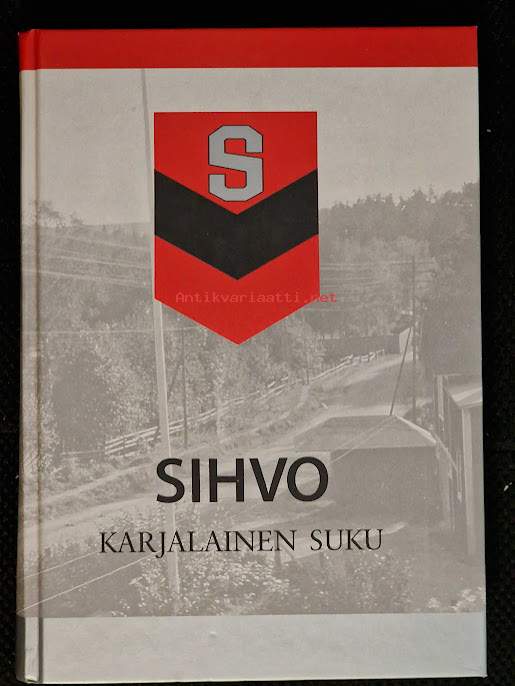 S
Antikvariaatti.net
SIHVO
KARJALAINEN SUKU